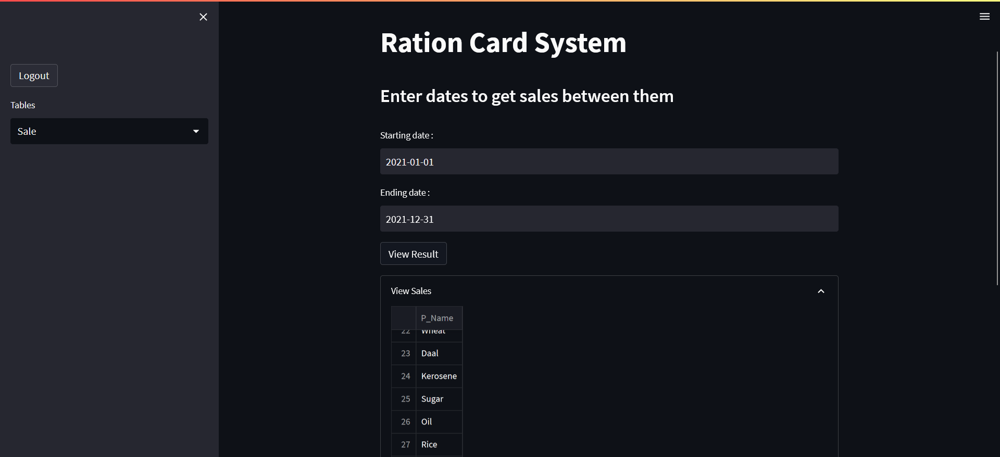 Logout
Tables
Sale
Ration Card System
Enter dates to get sales between them
Starting date :
2021-01-01
Ending date :
2021-12-31
View Result
View Sales
P_Name
22 Wheat
23 Daal
24 Kerosene
25 Sugar
26 Oil
27 Rice